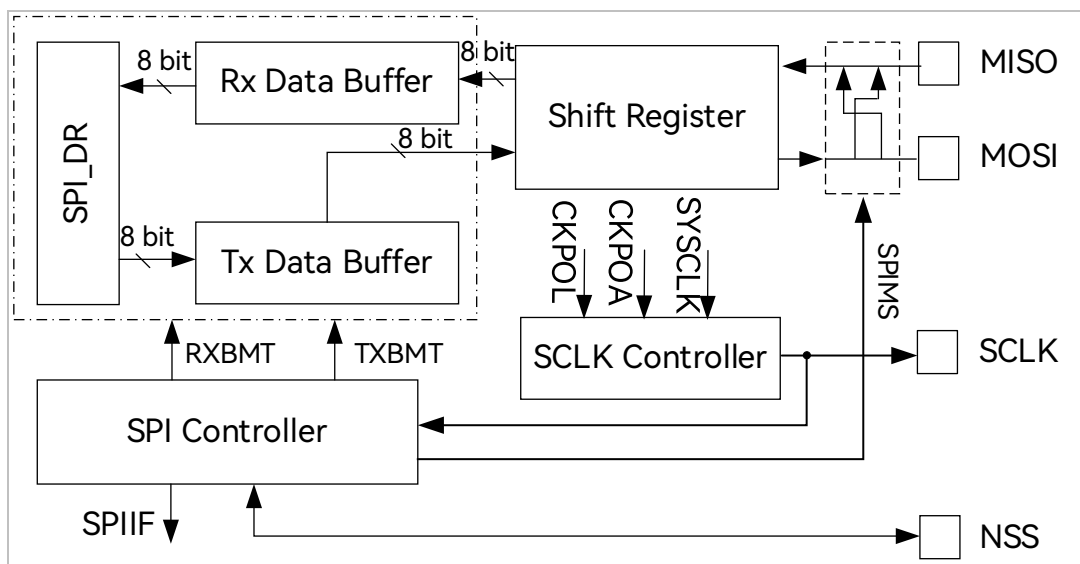 8 bit
Rx Data Buffer
8 bit
Shift Register
MISO
MOSI
SPI_DR
8 bit
8 bit
Tx Data Buffer
CKPOL
CKPOA
SYSCLK
SPIMS
RXBMT
TXBMT
SCLK Controller
SCLK
SPI Controller
SPIIF
NSS